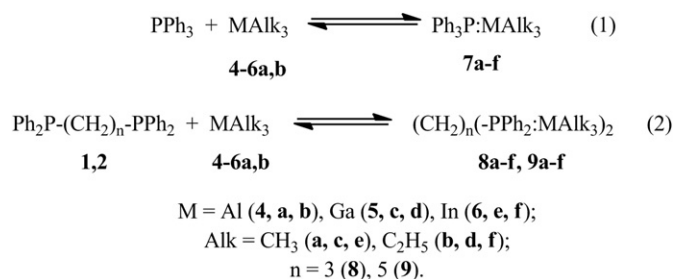 PPh₃ + MAlk₃ ⇌ Ph₃P:MAlk₃ (1)
4-6a,b 7a-f
Ph₂P-(CH₂)ₙ-PPh₂ + MAlk₃ ⇌ (CH₂)ₙ(-PPh₂:MAlk₃)₂ (2)
1,2 4-6a,b 8a-f, 9a-f
M = Al (4, a, b), Ga (5, c, d), In (6, e, f);
Alk = CH₃ (a, c, e), C₂H₅ (b, d, f);
n = 3 (8), 5 (9).